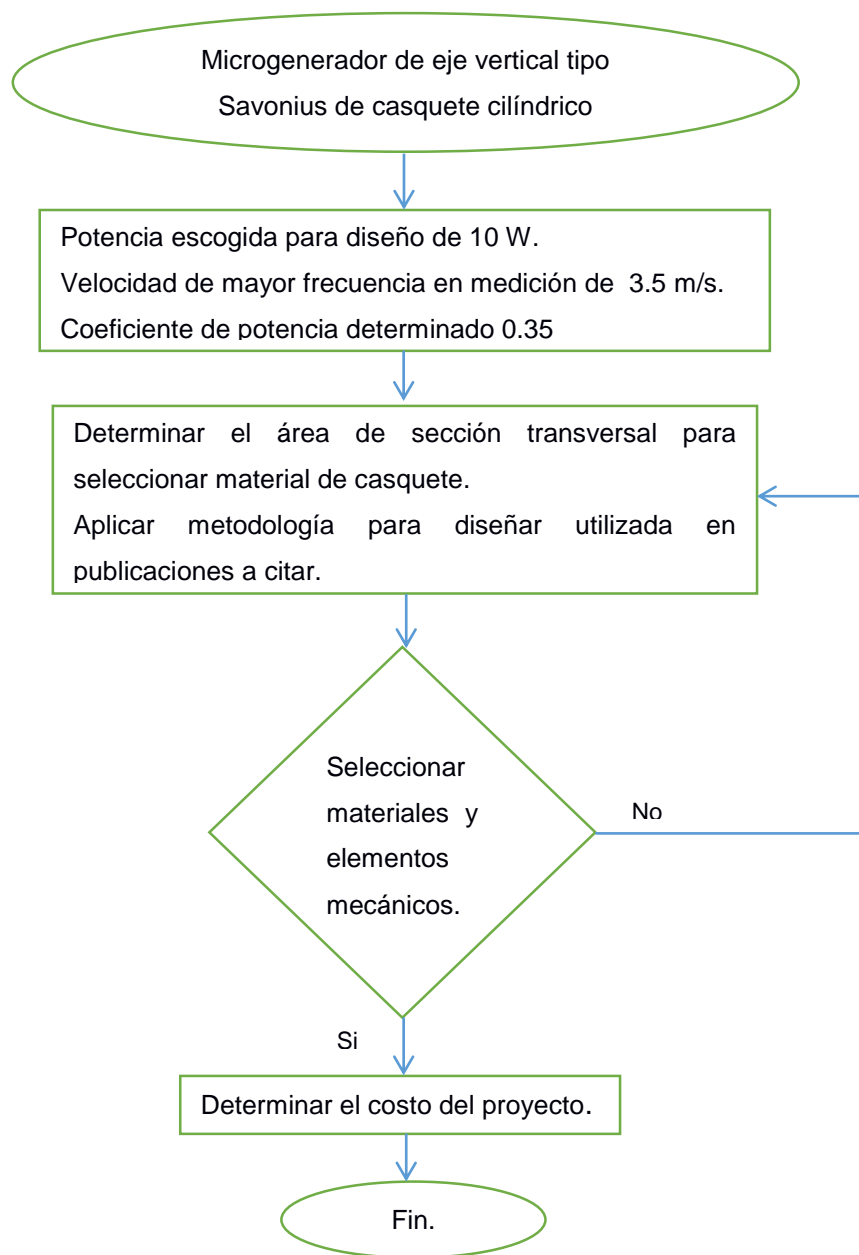 Microgenerador de eje vertical tipo
Savonius de casquete cilíndrico
Potencia escogida para diseño de 10 W.
Velocidad de mayor frecuencia en medición de 3.5 m/s.
Coeficiente de potencia determinado 0.35
Determinar el área de sección transversal para
seleccionar material de casquete.
Aplicar metodología para diseñar utilizada en
publicaciones a citar.
Seleccionar
materiales y
elementos
mecánicos.
No
Si
Determinar el costo del proyecto.
Fin.